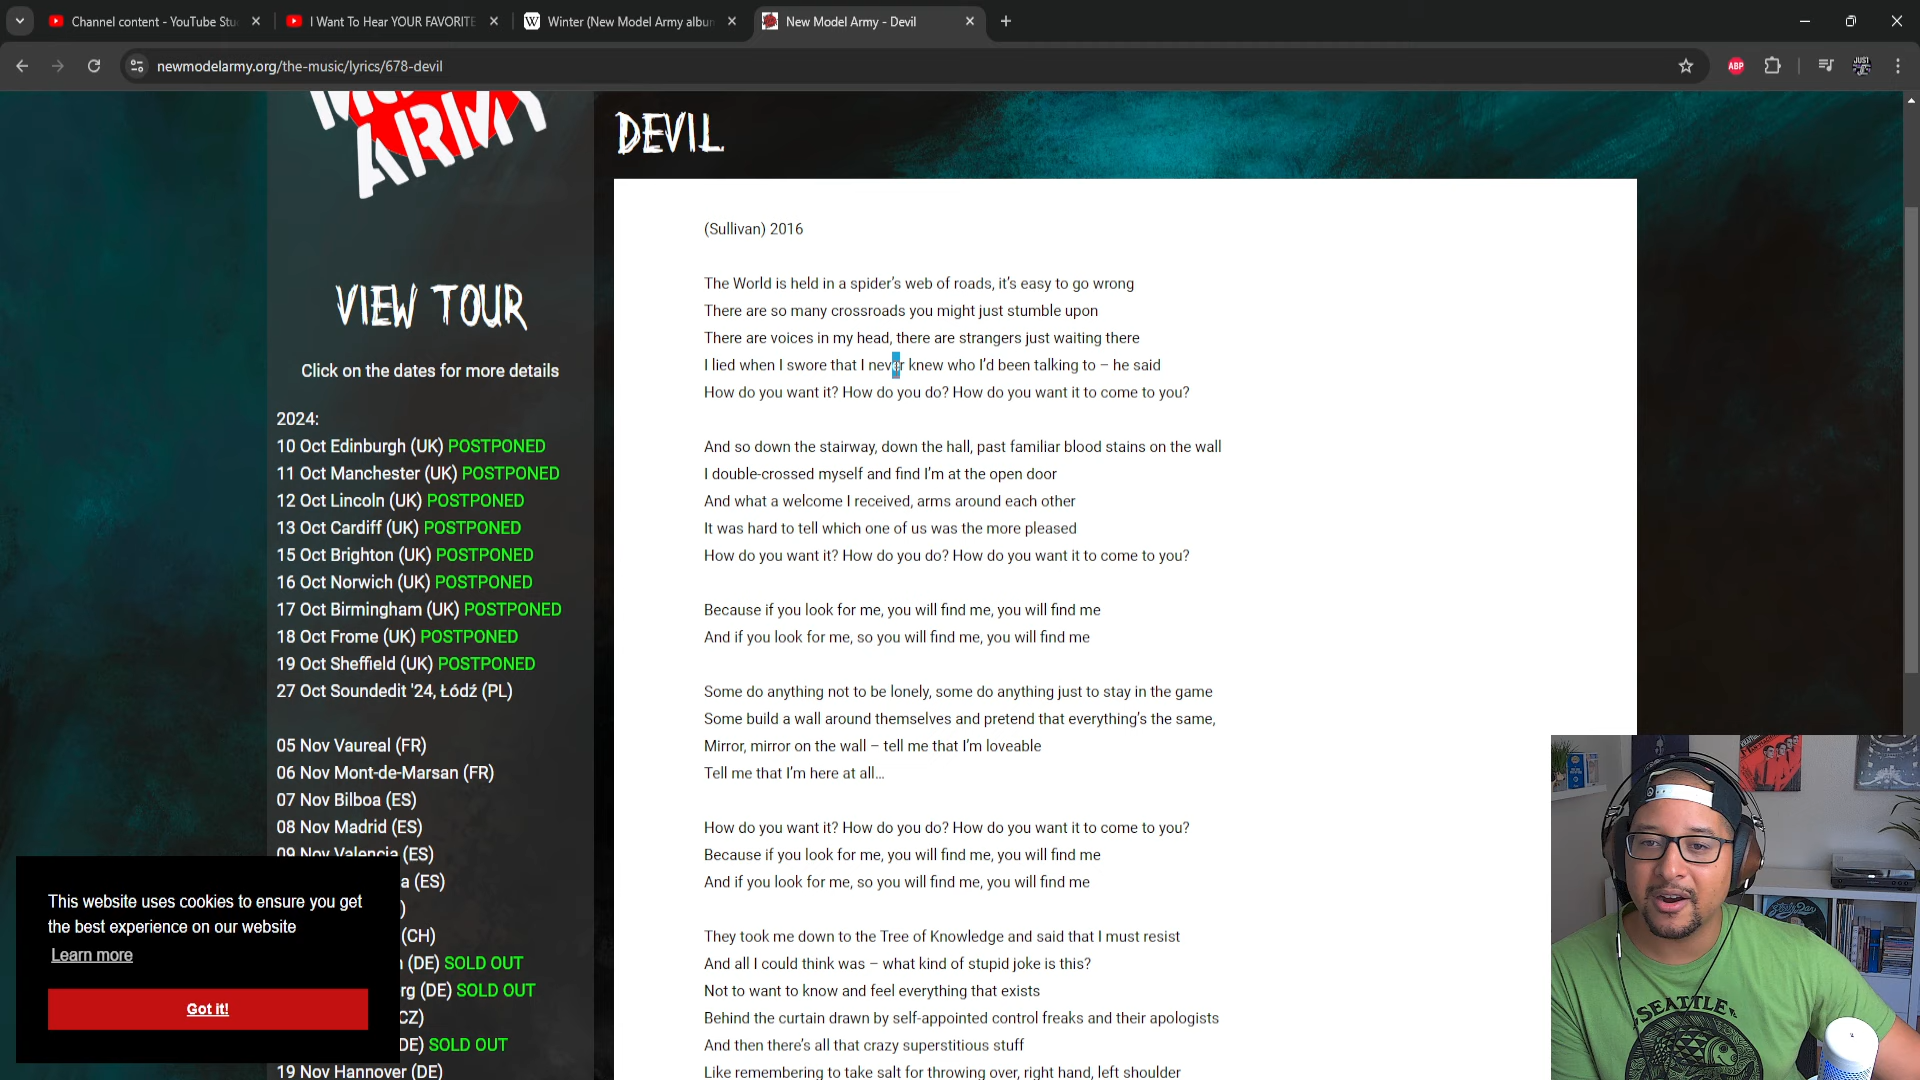 Channel content - YouTube Stu
I Want To Hear YOUR FAVORITE
W Winter (New Model Army albu
New Model Army - Devil
newmodelarmy.org/the-music/lyrics/678-devil
ABP
JUST
ARMY
DEVIL
VIEW TOUR
Click on the dates for more details
2024:
10 Oct Edinburgh (UK) POSTPONED
11 Oct Manchester (UK) POSTPONED
12 Oct Lincoln (UK) POSTPONED
13 Oct Cardiff (UK) POSTPONED
15 Oct Brighton (UK) POSTPONED
16 Oct Norwich (UK) POSTPONED
17 Oct Birmingham (UK) POSTPONED
18 Oct Frome (UK) POSTPONED
19 Oct Sheffield (UK) POSTPONED
27 Oct Soundedit '24, Łódź (PL)
05 Nov Vaureal (FR)
06 Nov Mont-de-Marsan (FR)
07 Nov Bilboa (ES)
08 Nov Madrid (ES)
09 Nov Valencia (ES)
a (ES)
)
(CH)
(DE) SOLD OUT
rg (DE) SOLD OUT
CZ)
DE) SOLD OUT
19 Nov Hannover (DE)
This website uses cookies to ensure you get
the best experience on our website
Learn more
Got it!
(Sullivan) 2016
The World is held in a spider's web of roads, it's easy to go wrong
There are so many crossroads you might just stumble upon
There are voices in my head, there are strangers just waiting there
I lied when I swore that I never knew who I'd been talking to – he said
How do you want it? How do you do? How do you want it to come to you?
And so down the stairway, down the hall, past familiar blood stains on the wall
I double-crossed myself and find I'm at the open door
And what a welcome I received, arms around each other
It was hard to tell which one of us was the more pleased
How do you want it? How do you do? How do you want it to come to you?
Because if you look for me, you will find me, you will find me
And if you look for me, so you will find me, you will find me
Some do anything not to be lonely, some do anything just to stay in the game
Some build a wall around themselves and pretend that everything's the same,
Mirror, mirror on the wall – tell me that I'm loveable
Tell me that I'm here at all...
How do you want it? How do you do? How do you want it to come to you?
Because if you look for me, you will find me, you will find me
And if you look for me, so you will find me, you will find me
They took me down to the Tree of Knowledge and said that I must resist
And all I could think was – what kind of stupid joke is this?
Not to want to know and feel everything that exists
Behind the curtain drawn by self-appointed control freaks and their apologists
And then there's all that crazy superstitious stuff
Like remembering to take salt for throwing over, right hand, left shoulder
Steely Dan
SEATTLE